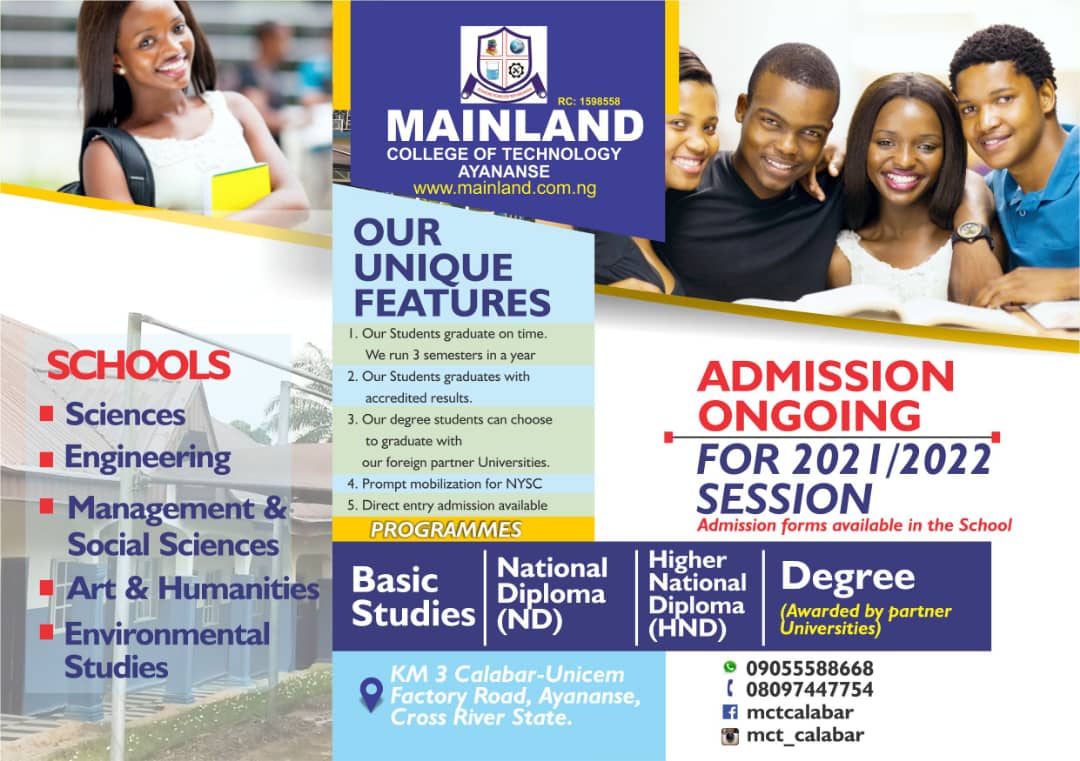 RC: 1598558
MAINLAND
COLLEGE OF TECHNOLOGY
AYANANSE
www.mainland.com.ng
OUR
UNIQUE
FEATURES
1. Our Students graduate on time.
We run 3 semesters in a year
2. Our Students graduates with
accredited results.
3. Our degree students can choose
to graduate with
our foreign partner Universities.
4. Prompt mobilization for NYSC
5. Direct entry admission available
SCHOOLS
Sciences
Engineering
Management &
Social Sciences
Art & Humanities
Environmental
Studies
ADMISSION
ONGOING
FOR 2021/2022
SESSION
Admission forms available in the School
PROGRAMMES
Basic
Studies
National
Diploma
(ND)
Higher
National
Diploma
(HND)
Degree
(Awarded by partner
Universities)
KM 3 Calabar-Unicem
Factory Road, Ayananse,
Cross River State.
09055588668
08097447754
mctcalabar
mct_calabar